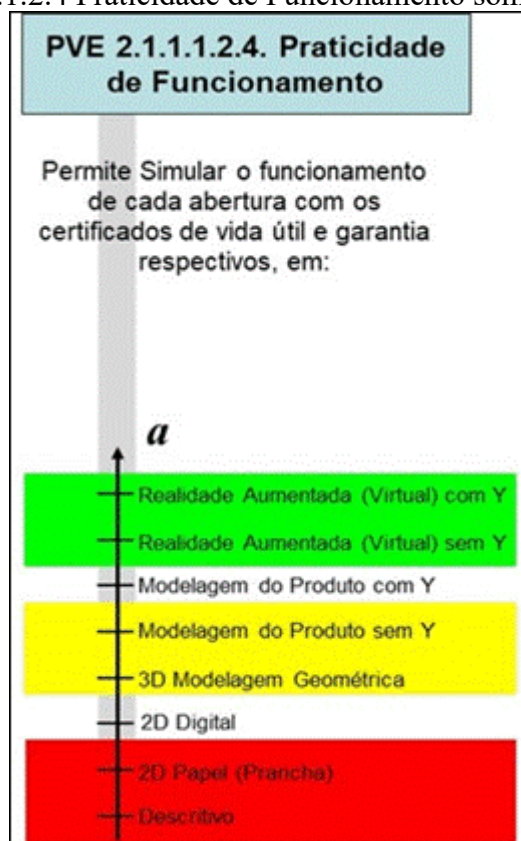 .1.2.4 Praticidade de Funcionamento som
PVE 2.1.1.1.2.4. Praticidade
de Funcionamento
Permite Simular o funcionamento
de cada abertura com os
certificados de vida útil e garantia
respectivos, em:
a
Realidade Aumentada (Virtual) com Y
Realidade Aumentada (Virtual) sem Y
Modelagem do Produto com Y
Modelagem do Produto sem Y
3D Modelagem Geométrica
2D Digital
2D Papel (Prancha)
Descritivo